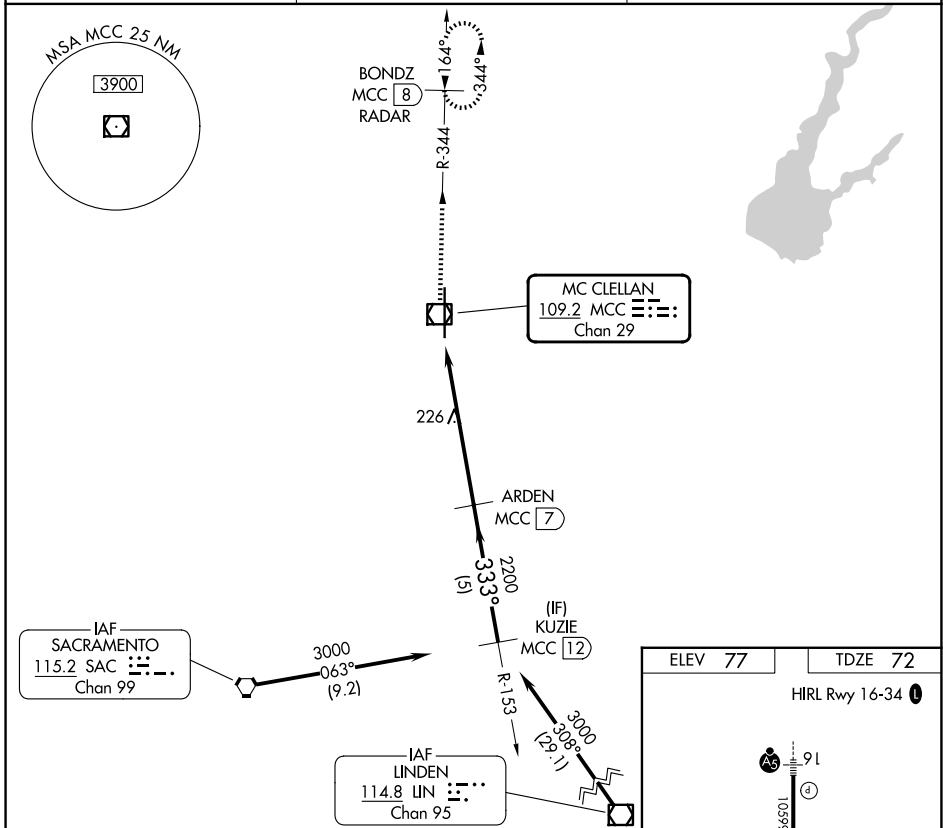 MSA MCC 25 NM
3900
164°
344°
BONDZ
MCC 8
RADAR
R-344
MC CLELLAN
109.2 MCC
Chan 29
226
ARDEN
MCC 7
2200
333°
(5)
(IF)
KUZIE
MCC 12
IAF
SACRAMENTO
115.2 SAC
Chan 99
3000
063°
(9.2)
R-153
3000
308°
(29.1)
IAF
LINDEN
114.8 LIN
Chan 95
ELEV 77
TDZE 72
HIRL Rwy 16-34 L
A5
16
P